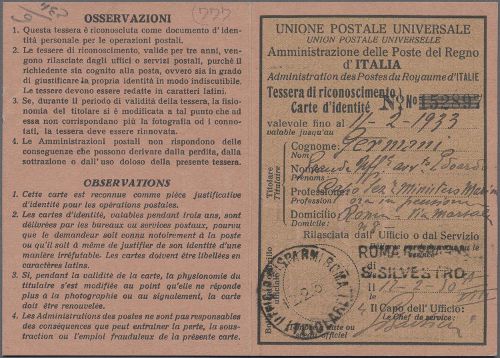 OSSERVAZIONI
1. Questa tessera è riconosciuta come documento d'identità personale per le operazioni postali.
2. Le tessere di riconoscimento, valide per tre anni, vengono rilasciate dagli uffici o servizi postali, purchè il
richiedente sia cognito alla posta, ovvero sia in grado
di giustificare la propria identità in modo indiscutibile.
Le tessere devono essere redatte in caratteri latini.
3. Se, durante il periodo di validità della tessera, la fisionomia del titolare si è modificata a tal punto che ad
essa non corrispondano più la fotografia od i connotati, la tessera deve essere rinnovata.
4. Le Amministrazioni postali non rispondono delle
conseguenze che possono derivare dalla perdita, dalla
sottrazione o dall'uso doloso della presente tessera.
OBSERVATIONS
1. Cette carte est reconnue comme pièce justificative
d'identité pour les opérations postales.
2. Les cartes d'identité, valables pendant trois ans, sont
délivrées par les bureaux ou services postaux, pourvu
que le demandeur soit connu notoirement à la poste
ou qu'il soit à même de justifier de son identité d'une
manière irréfutable. Les cartes doivent être libellées en
caractères latins.
3. Si, pendant la validité de la carte, la physionomie du
titulaire s'est modifiée au point qu'elle ne réponde
plus à la photographie ou au signalement, la carte
doit être renouvelée.
4. Les Administrations des postes ne sont pas responsables
des conséquences que peut entraîner la perte, la soustraction ou l'emploi frauduleux de la présente carte.
UNIONE POSTALE UNIVERSALE
UNION POSTALE UNIVERSELLE
Amministrazione delle Poste del Regno
d'ITALIA
Administration des Postes du Royaume d'ITALIE
Tessera di riconoscimento
Carte d'identité
No No 152895
valevole fino al 11-2-1933
valable jusqu'au
Cognome: Germani
Titolare
Titulaire
Professione:
Profession
Domicilio Roma
Domicile:
Rilasciata dall'Ufficio o dal Servizio
ROMA
di
S. SILVESTRO
Il Capo dell'Ufficio:
Le Chef de service: